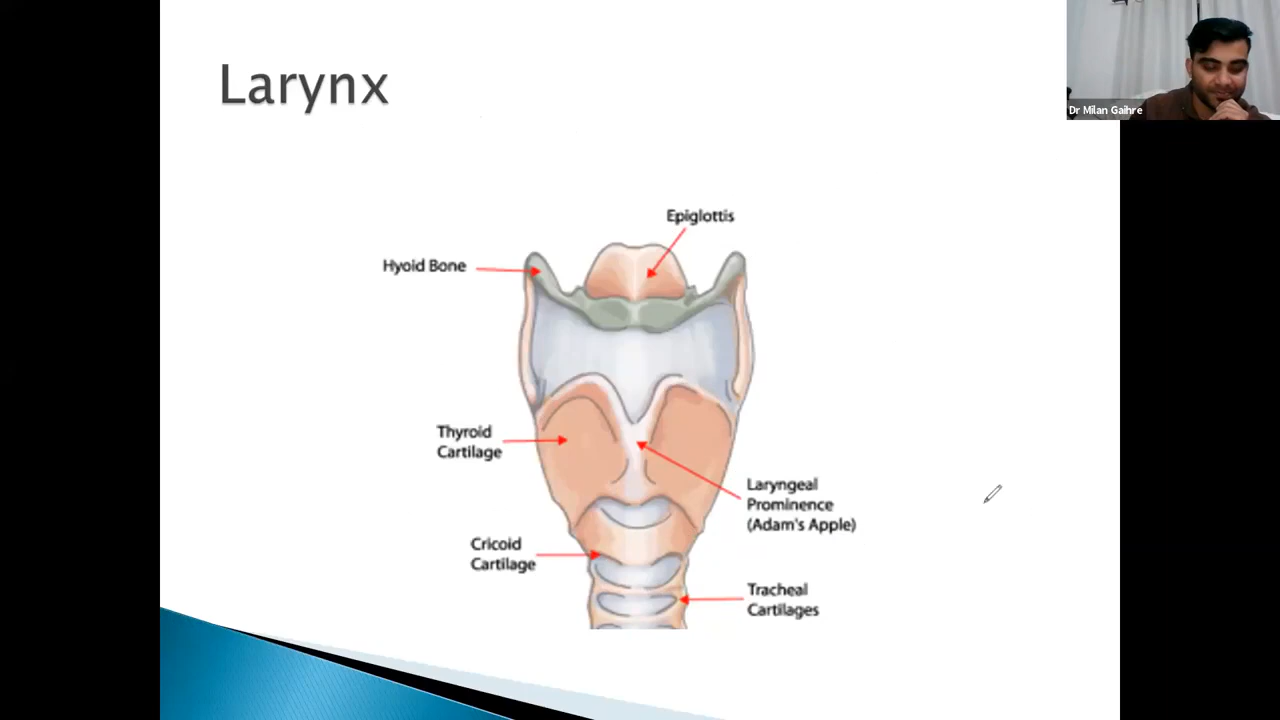 Larynx
Dr Milan Gaihre
Epiglottis
Hyoid Bone
Thyroid
Cartilage
Laryngeal
Prominence
(Adam's Apple)
Cricoid
Cartilage
Tracheal
Cartilages